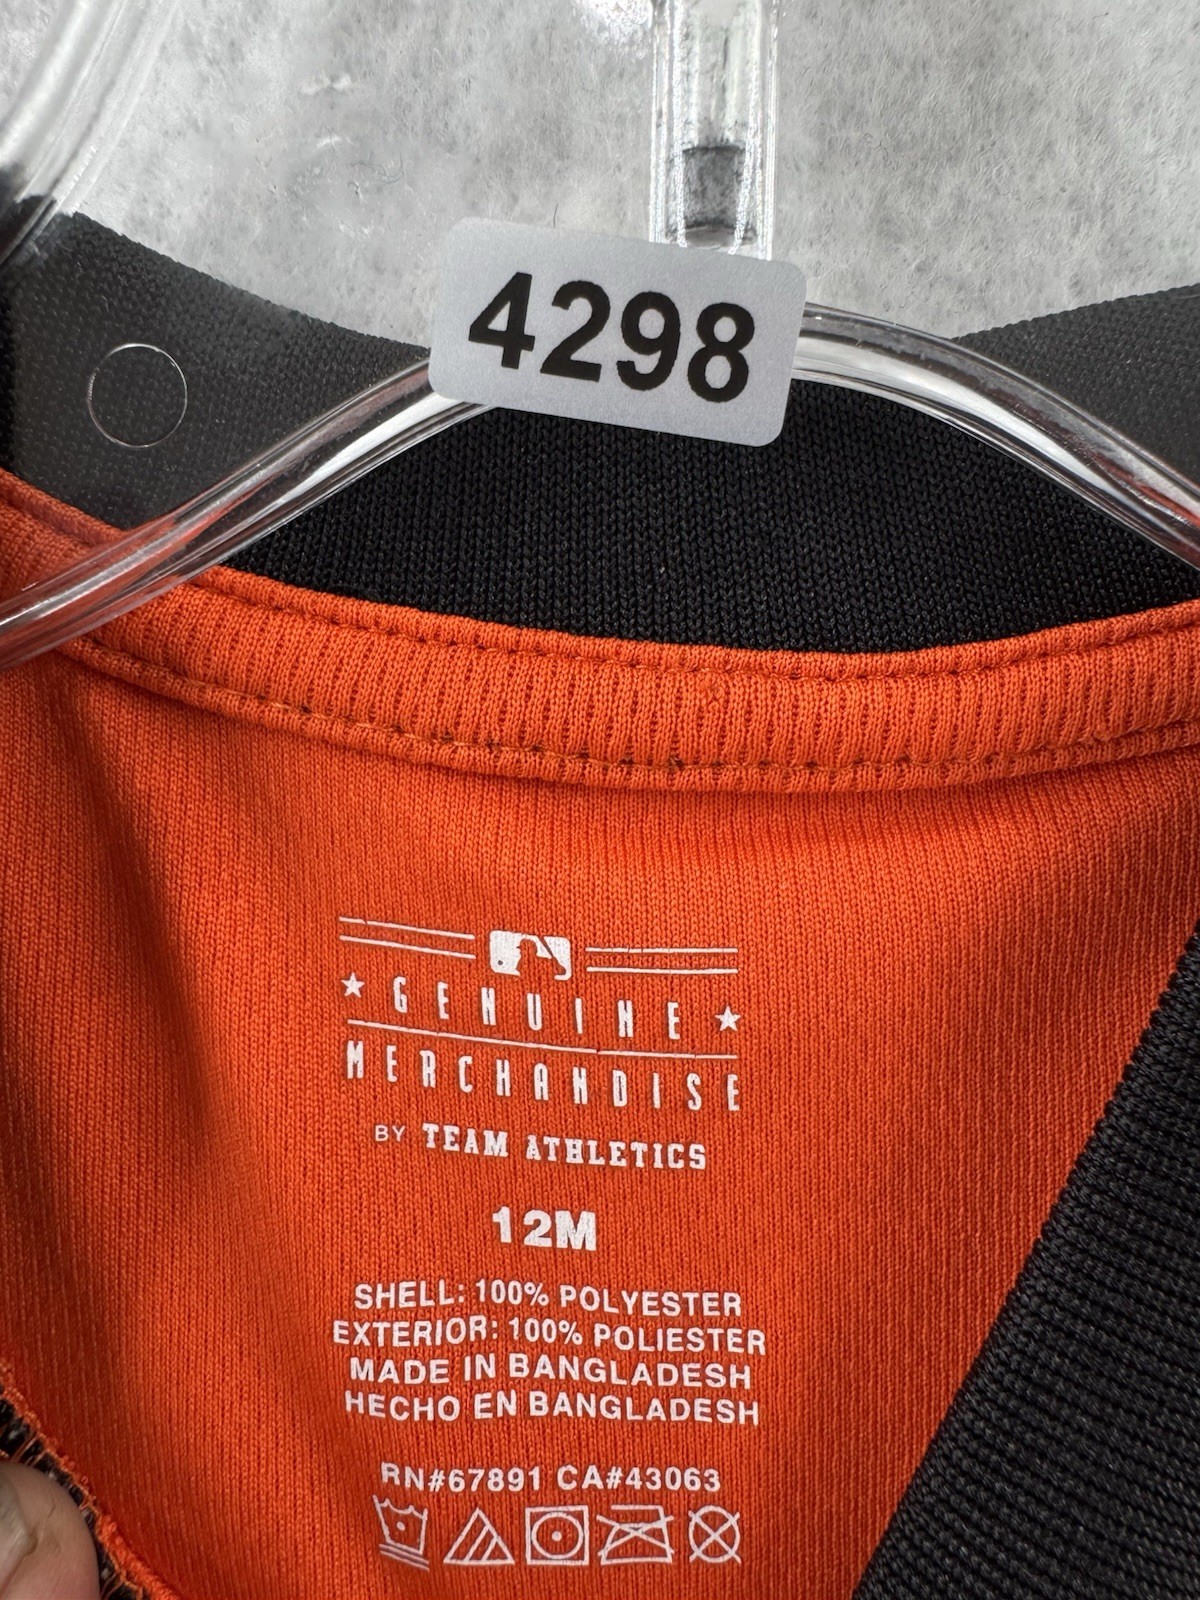 4298
GENUINE
MERCHANDISE
BY TEAM ATHLETICS
12M
SHELL: 100% POLYESTER
EXTERIOR: 100% POLIESTER
MADE IN BANGLADESH
HECHO EN BANGLADESH
RN#67891 CA#43063